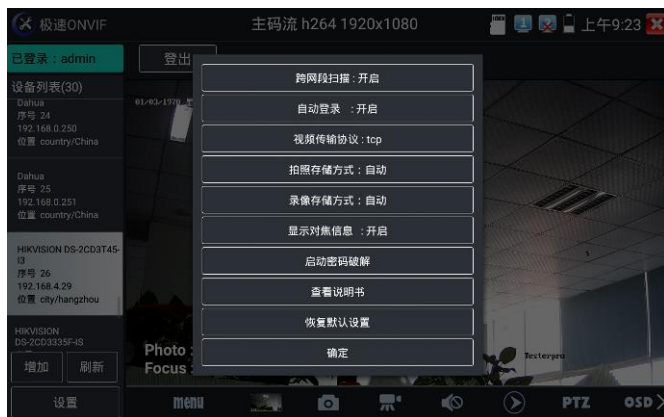 极速ONVIF
主码流 h264 1920x1080
上午9:23
已登录：admin
登出
设备列表(30)
Dahua
序号 24
192.168.0.250
位置 country/China
Dahua
序号 25
192.168.0.251
位置 country/China
HIKVISION DS-2CD3T45-
I3
序号 26
192.168.4.29
位置 city/hangzhou
HIKVISION
DS-2CD3335F-IS
增加
刷新
设置
01/03/1970
跨网段扫描：开启
自动登录 ：开启
视频传输协议：tcp
拍照存储方式：自动
录像存储方式：自动
显示对焦信息 ：开启
启动密码破解
查看说明书
恢复默认设置
确定
Photo
Focus
Testerpro
menu
PTZ
OSD